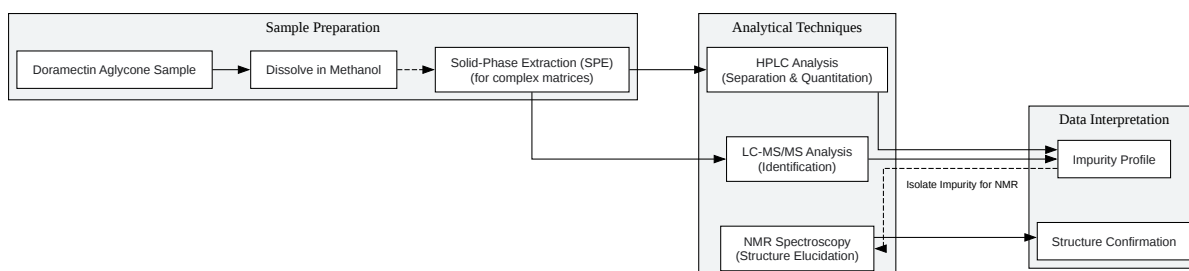 Sample Preparation
Doramectin Aglycone Sample
Dissolve in Methanol
Solid-Phase Extraction (SPE)
(for complex matrices)
Analytical Techniques
HPLC Analysis
(Separation & Quantitation)
LC-MS/MS Analysis
(Identification)
NMR Spectroscopy
(Structure Elucidation)
Isolate Impurity for NMR
Data Interpretation
Impurity Profile
Structure Confirmation